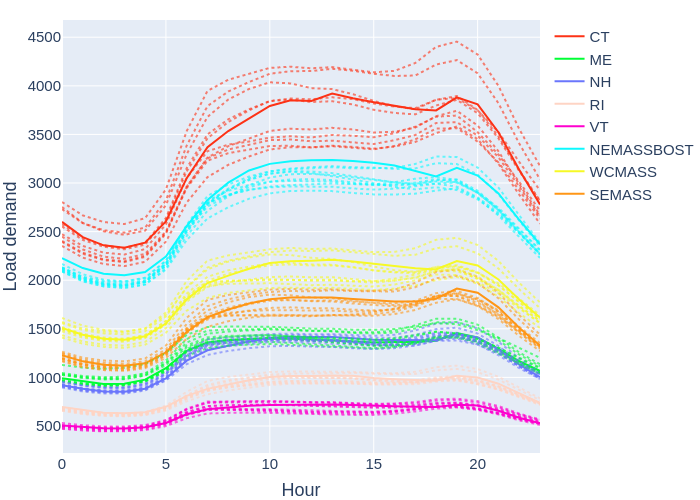 4500
4000
3500
3000
2500
2000
1500
1000
500
0
5
10
15
20
Hour
Load demand
CT
ME
NH
RI
VT
NEMASSBOST
WCMASS
SEMASS